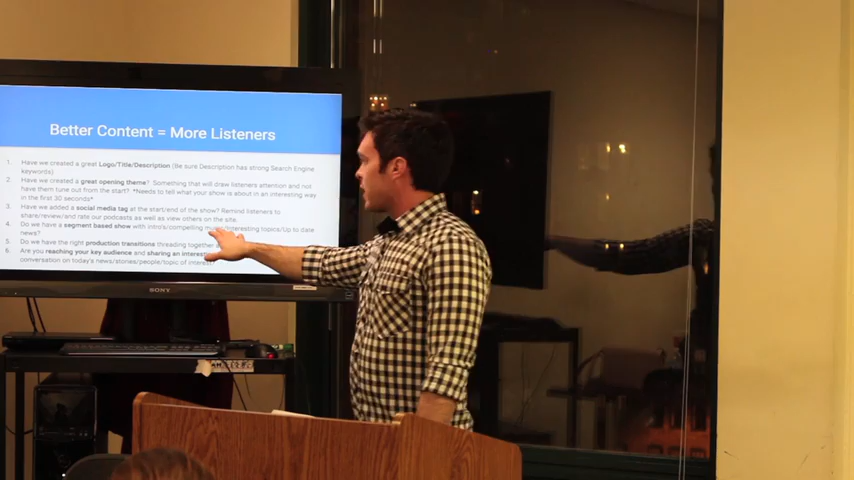 Better Content = More Listeners
1. Have we created a great Logo/Title/Description (Be sure Description has strong Search Engine
keywords)
2. Have we created a great opening theme? Something that will draw listeners attention and not
have them tune out from the start? *Needs to tell what your show is about in an interesting way
in the first 30 seconds*
3. Have we added a social media tag at the start/end of the show? Remind listeners to
share/review/and rate our podcasts as well as view others on the site.
4. Do we have a segment based show with intro's/compelling interesting topics/Up to date
news?
5. Do we have the right production transitions threading together
6. Are you reaching your key audience and sharing an
conversation on today's news/stories/people/topic of interest?
SONY